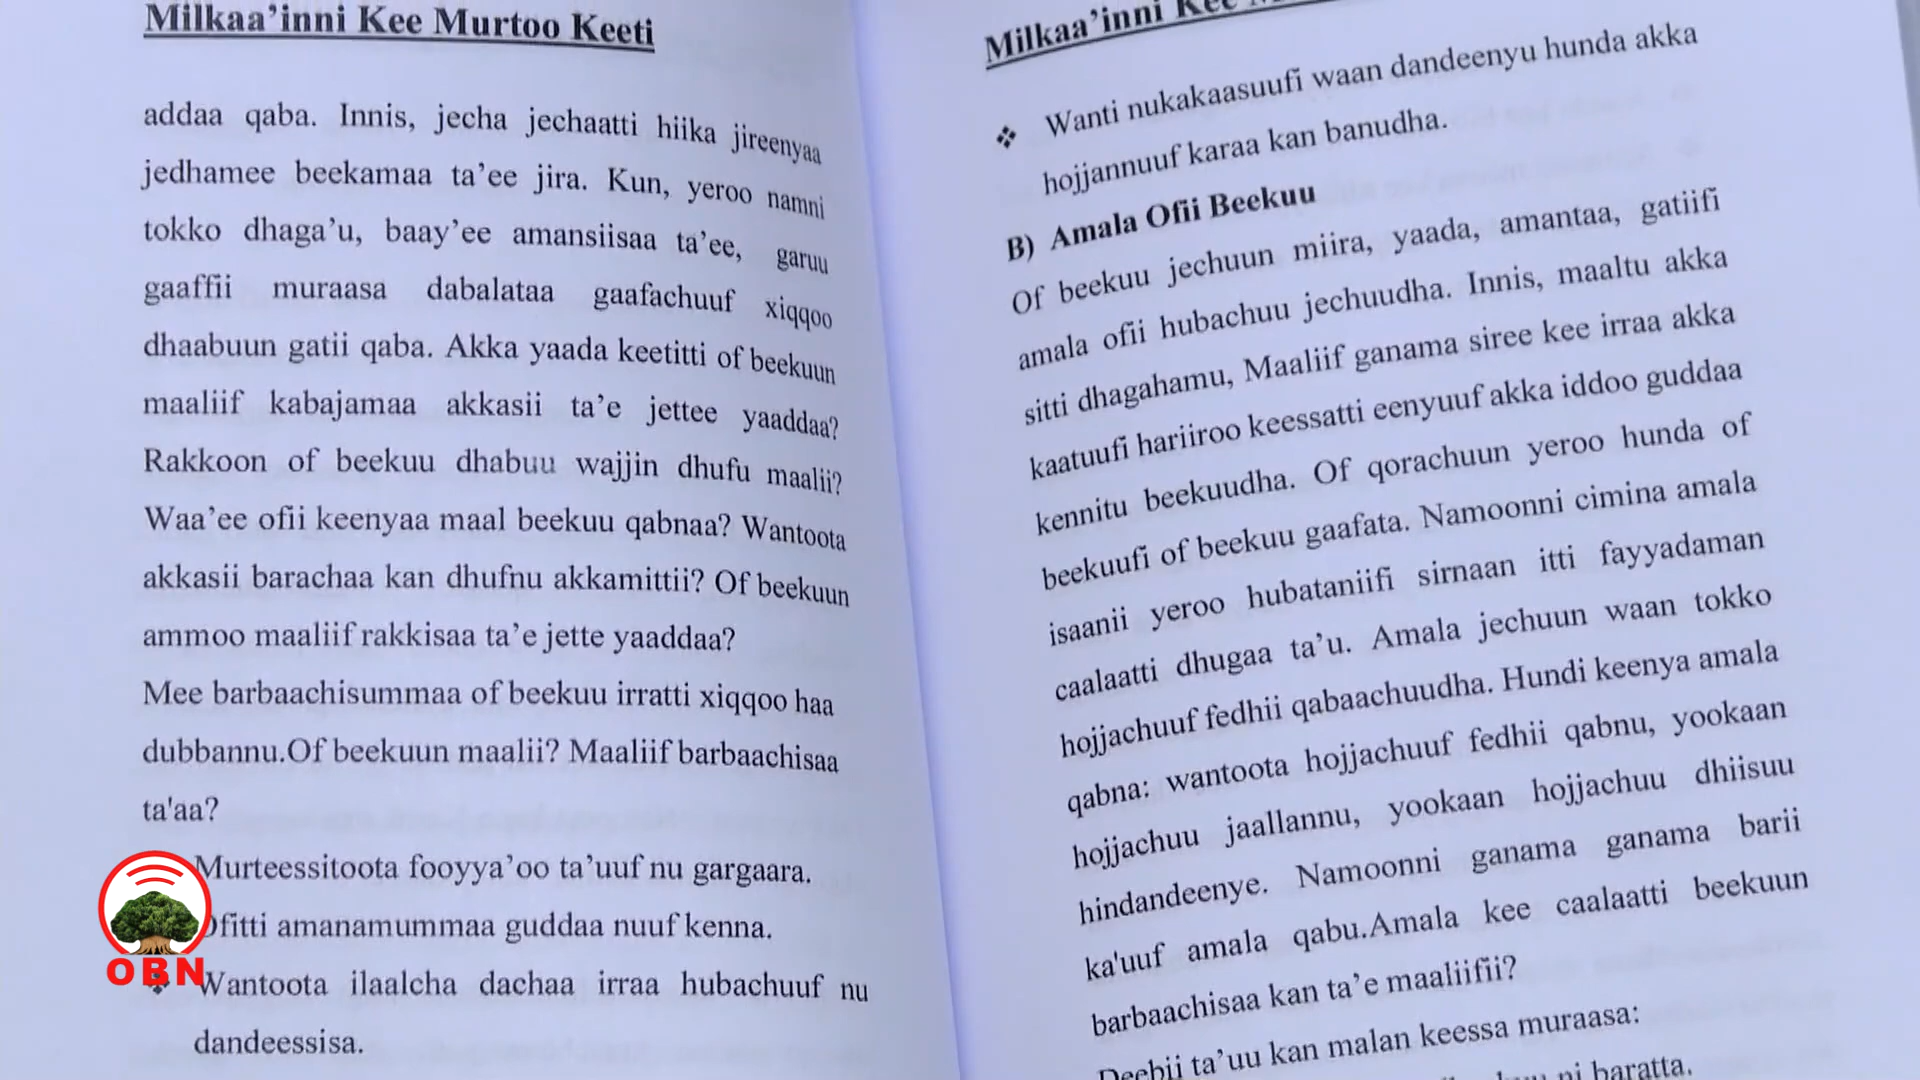 Milkaa’inni Kee Murtoo Keeti
addaa qaba. Innis, jecha jechaatti hiika jireenyaa
jedhamee beekamaa ta’ee jira. Kun, yeroo namni
tokko dhaga’u, baay’ee amansiisaa ta’ee, garuu
gaaffii muraasa dabalataa gaafachuuf xiqqoo
dhaabuun gatii qaba. Akka yaada keetitti of beekuun
maaliif kabajamaa akkasii ta’e jettee yaaddaa?
Rakkoon of beekuu dhabuu wajjin dhufu maalii?
Waa’ee ofii keenyaa maal beekuu qabnaa? Wantoota
akkasii barachaa kan dhufnu akkamittii? Of beekuun
ammoo maaliif rakkisaa ta’e jette yaaddaa?
Mee barbaachisummaa of beekuu irratti xiqqoo haa
dubbannu.Of beekuun maalii? Maaliif barbaachisaa
ta'aa?
Murteessitoota fooyya’oo ta’uuf nu gargaara.
Ofitti amanamummaa guddaa nuuf kenna.
❖ Wantoota ilaalcha dachaa irraa hubachuuf nu
dandeessisa.
OBN
Milkaa’inni Kee
❖ Wanti nukakaasuufi waan dandeenyu hunda akka
hojjannuuf karaa kan banudha.
B) Amala Ofii Beekuu
Of beekuu jechuun miira, yaada, amantaa, gatiifi
amala ofii hubachuu jechuudha. Innis, maaltu akka
sitti dhagahamu, Maaliif ganama siree kee irraa akka
kaatuufi hariiroo keessatti eenyuuf akka iddoo guddaa
kennitu beekuudha. Of qorachuun yeroo hunda of
beekuufi of beekuu gaafata. Namoonni cimina amala
isaanii yeroo hubataniifi sirnaan itti fayyadaman
caalaatti dhugaa ta’u. Amala jechuun waan tokko
hojjachuuf fedhii qabaachuudha. Hundi keenya amala
qabna: wantoota hojjachuuf fedhii qabnu, yookaan
hojjachuu jaallannu, yookaan hojjachuu dhiisuu
hindandeenye. Namoonni ganama ganama barii
ka'uuf amala qabu.Amala kee caalaatti beekuun
barbaachisaa kan ta’e maaliifii?
Deebii ta’uu kan malan keessa muraasa:
ni baratta.